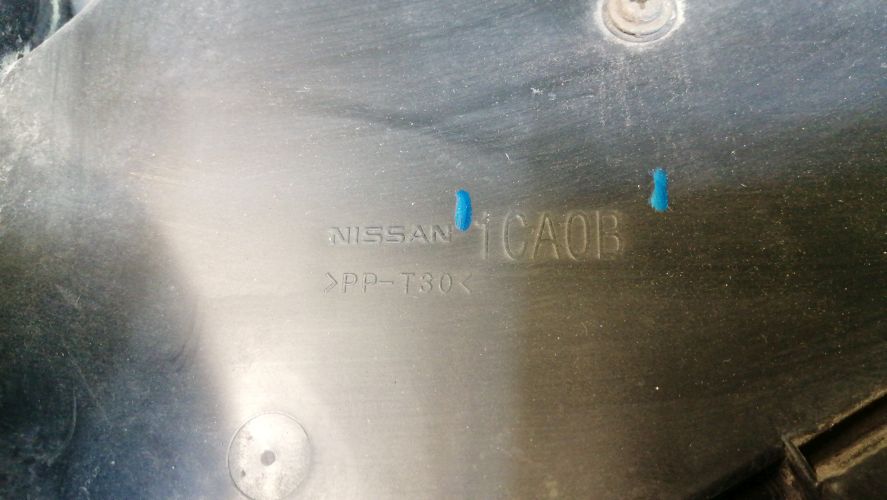 NISSAN 1CA0B
>PP-T30<